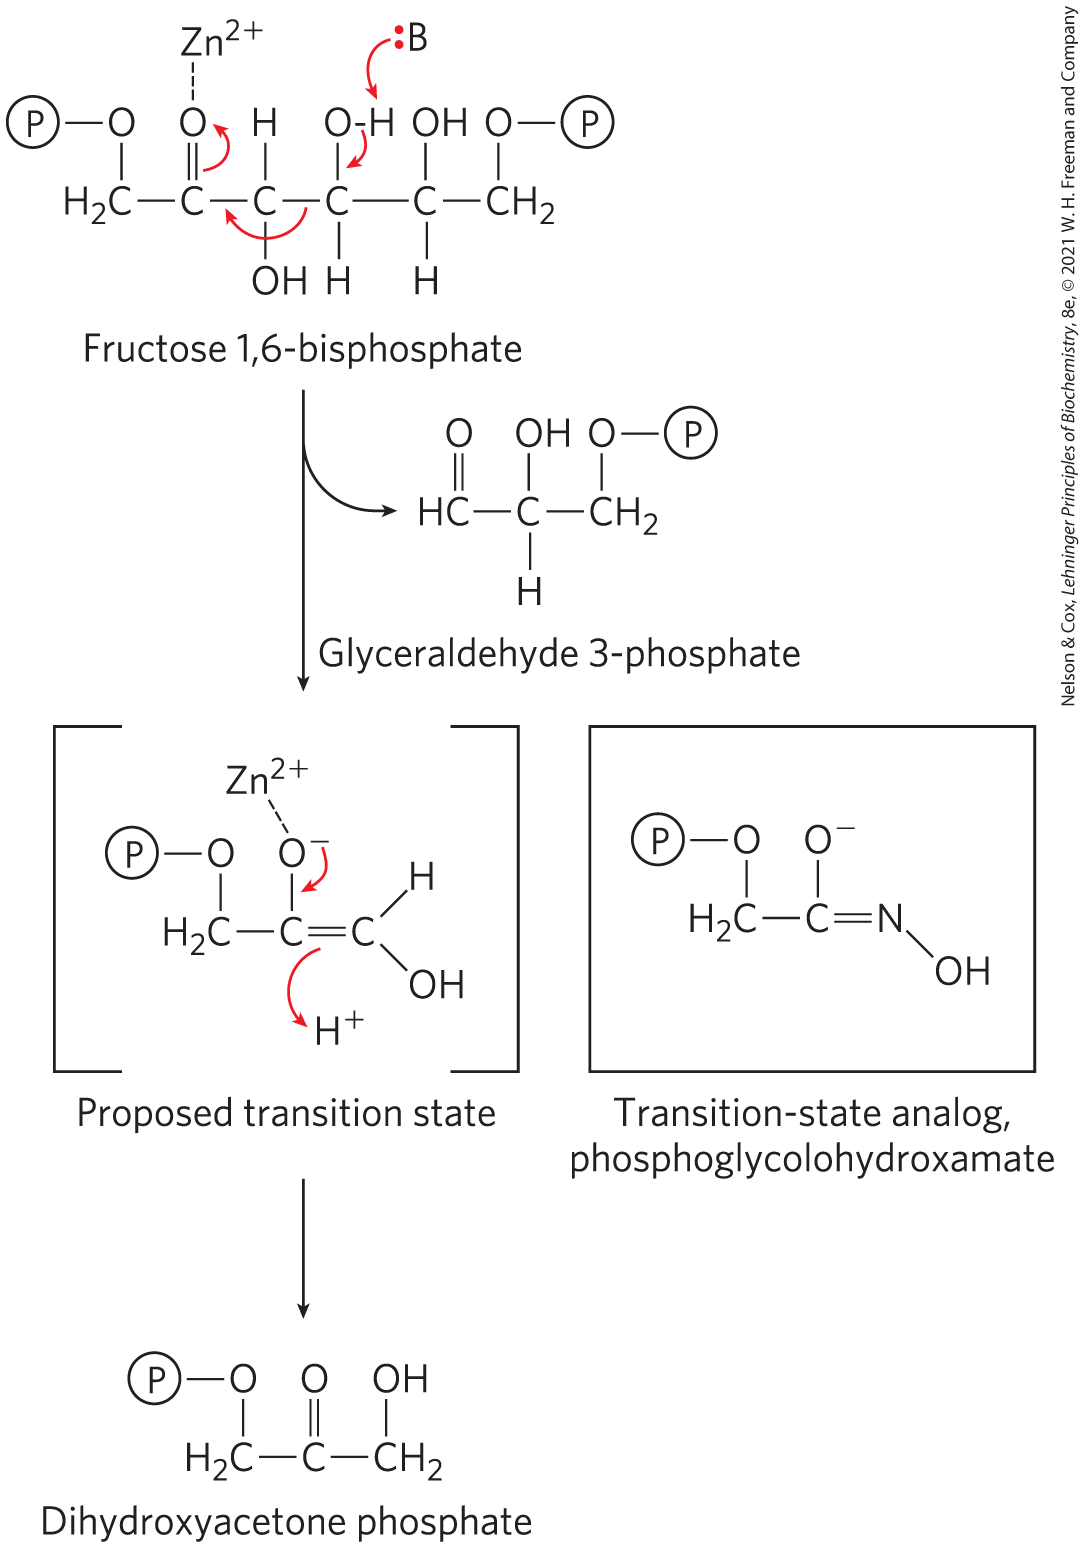 Zn2+
:B
P—O O H O-H OH O—P
H2C—C—C—C—C—CH2
OH H H
Fructose 1,6-bisphosphate
O OH O—P
HC—C—CH2
H
Glyceraldehyde 3-phosphate
Zn2+
P—O O− H
H2C—C=C
OH
H+
Proposed transition state
P—O O−
H2C—C=N
OH
Transition-state analog,
phosphoglycolohydroxamate
P—O O OH
H2C—C—CH2
Dihydroxyacetone phosphate
Nelson & Cox, Lehninger Principles of Biochemistry, 8e, © 2021 W. H. Freeman and Company